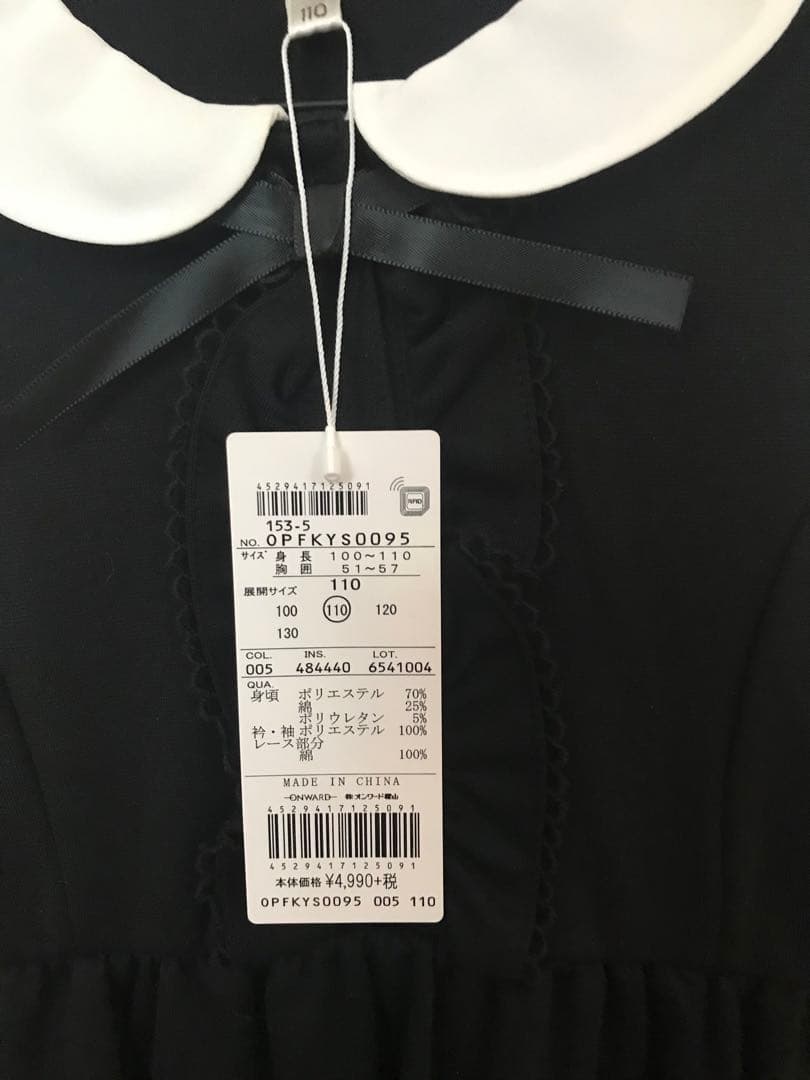 110
4529417125091
RFID
153-5
NO. 0PFKYS0095
サイズ 身 長 100～110
胸 囲 51～57
展開サイズ 110
100 110 120
130
COL. INS. LOT.
005 484440 6541004
QUA.
身頃 ポリエステル 70%
綿 25%
ポリウレタン 5%
衿・袖 ポリエステル 100%
レース部分
綿 100%
MADE IN CHINA
ONWARD ㈱オンワード樫山
4529417125091
4529417125091
本体価格 ¥4,990+税
0PFKYS0095 005 110